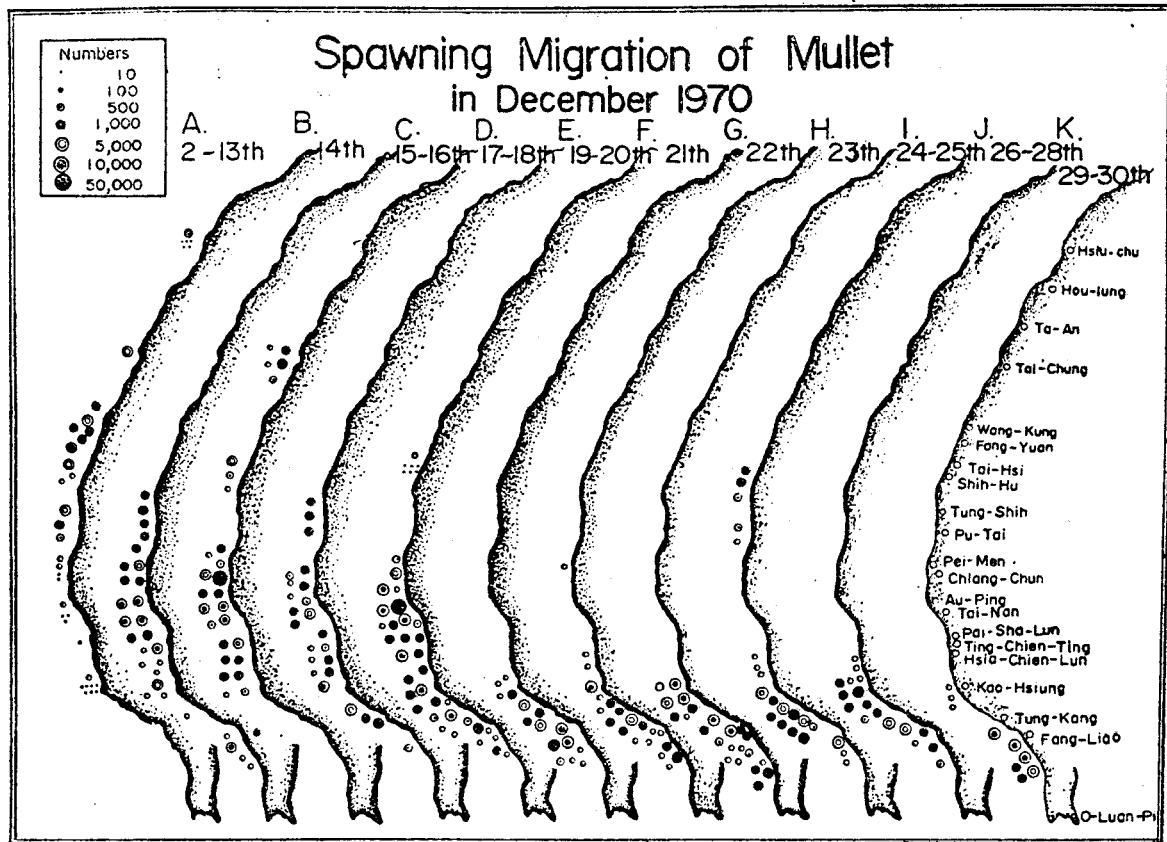 Spawning Migration of Mullet
in December 1970
Numbers
10
100
500
1,000
5,000
10,000
50,000
A.
2-13th
B.
14th
C.
15-16th
D.
17-18th
E.
19-20th
F.
21th
G.
22th
H.
23th
I.
24-25th
J.
26-28th
K.
29-30th
Hsiu-chu
Hou-lung
Ta-An
Tai-Chung
Wang-Kung
Fang-Yuan
Tai-Hsi
Shih-Hu
Tung-Shih
Pu-Tai
Pei-Men
Chiang-Chun
Au-Ping
Tai-Nan
Pai-Sha-Lun
Ting-Chien-Ting
Hsia-Chien-Lun
Kao-Hsiung
Tung-Kang
Fang-Liao
O-Luan-Pi